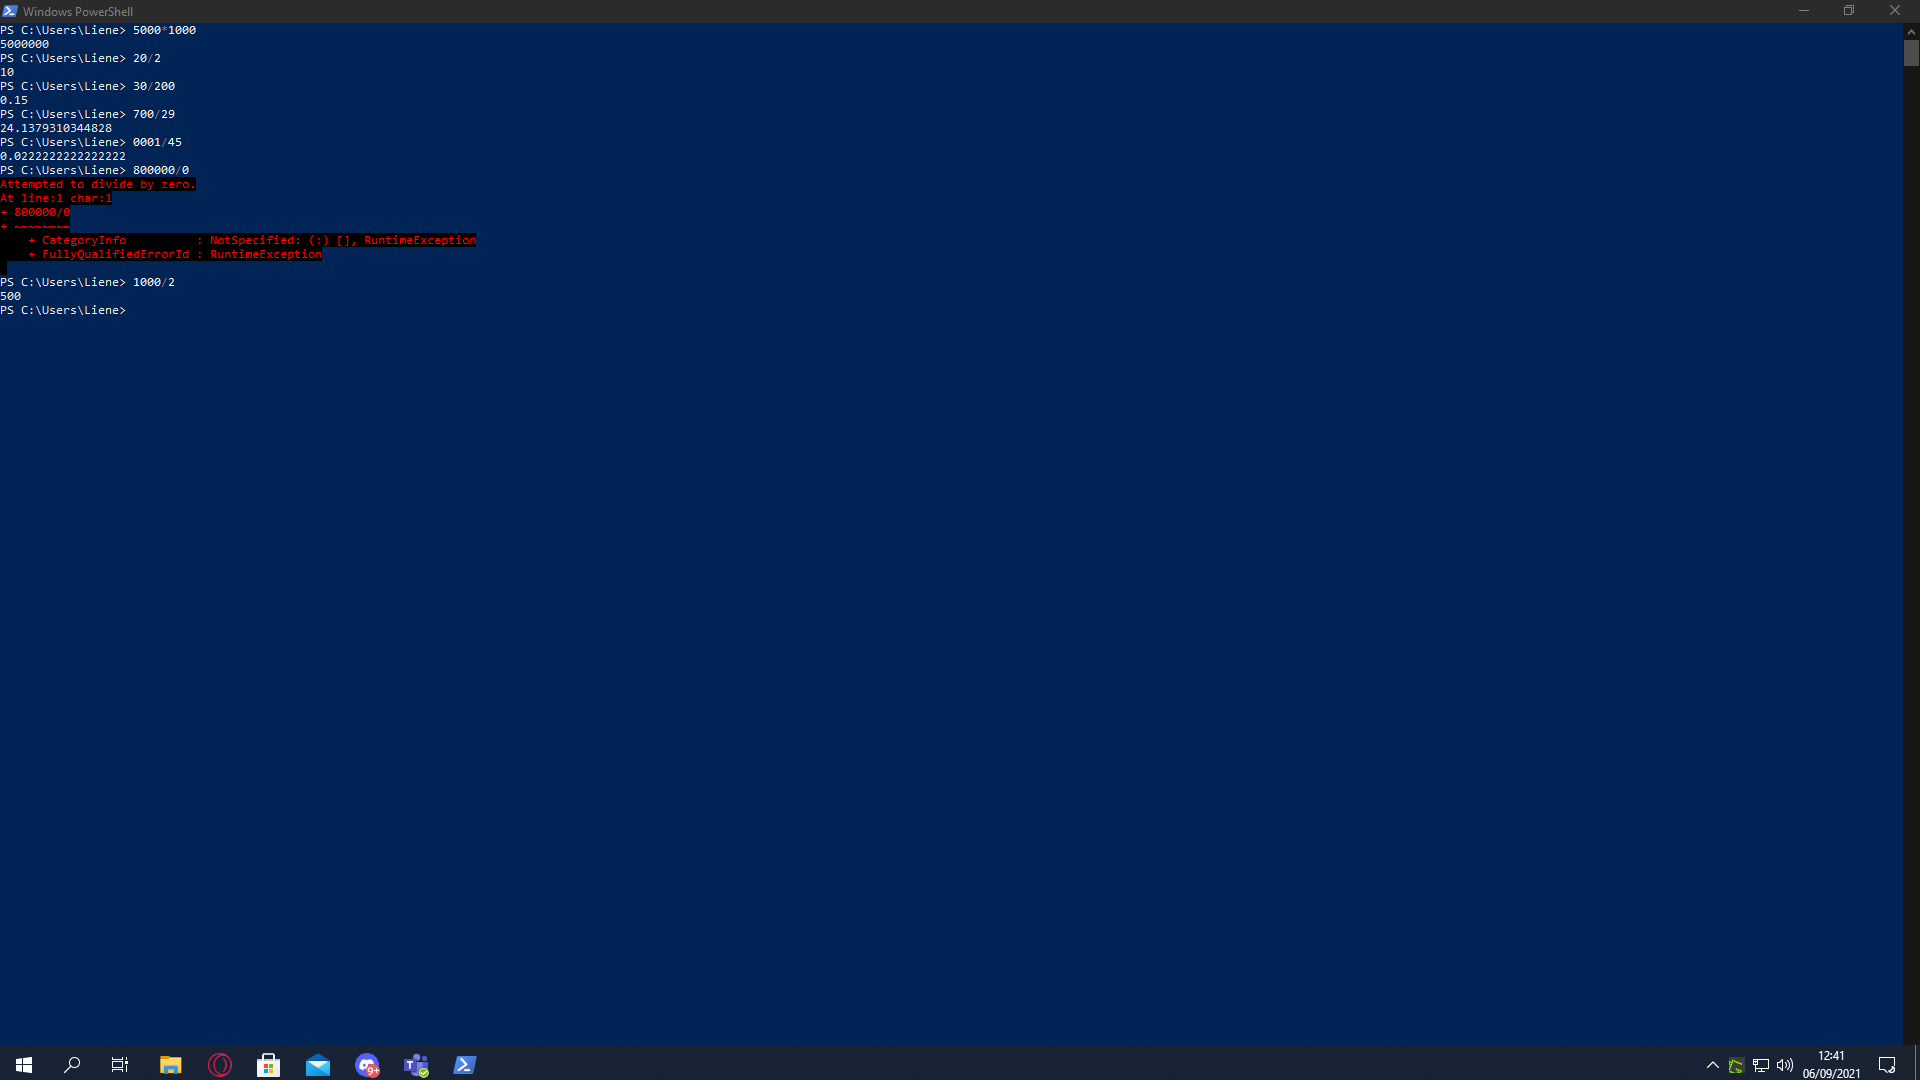 Windows PowerShell
PS C:\Users\Liene> 5000*1000
5000000
PS C:\Users\Liene> 20/2
10
PS C:\Users\Liene> 30/200
0.15
PS C:\Users\Liene> 700/29
24.1379310344828
PS C:\Users\Liene> 0001/45
0.0222222222222222
PS C:\Users\Liene> 800000/0
Attempted to divide by zero.
At line:1 char:1
+ 800000/0
+ ~~~~~~~~
    + CategoryInfo          : NotSpecified: (:) [], RuntimeException
    + FullyQualifiedErrorId : RuntimeException
PS C:\Users\Liene> 1000/2
500
PS C:\Users\Liene>
9+
T
12:41
06/09/2021